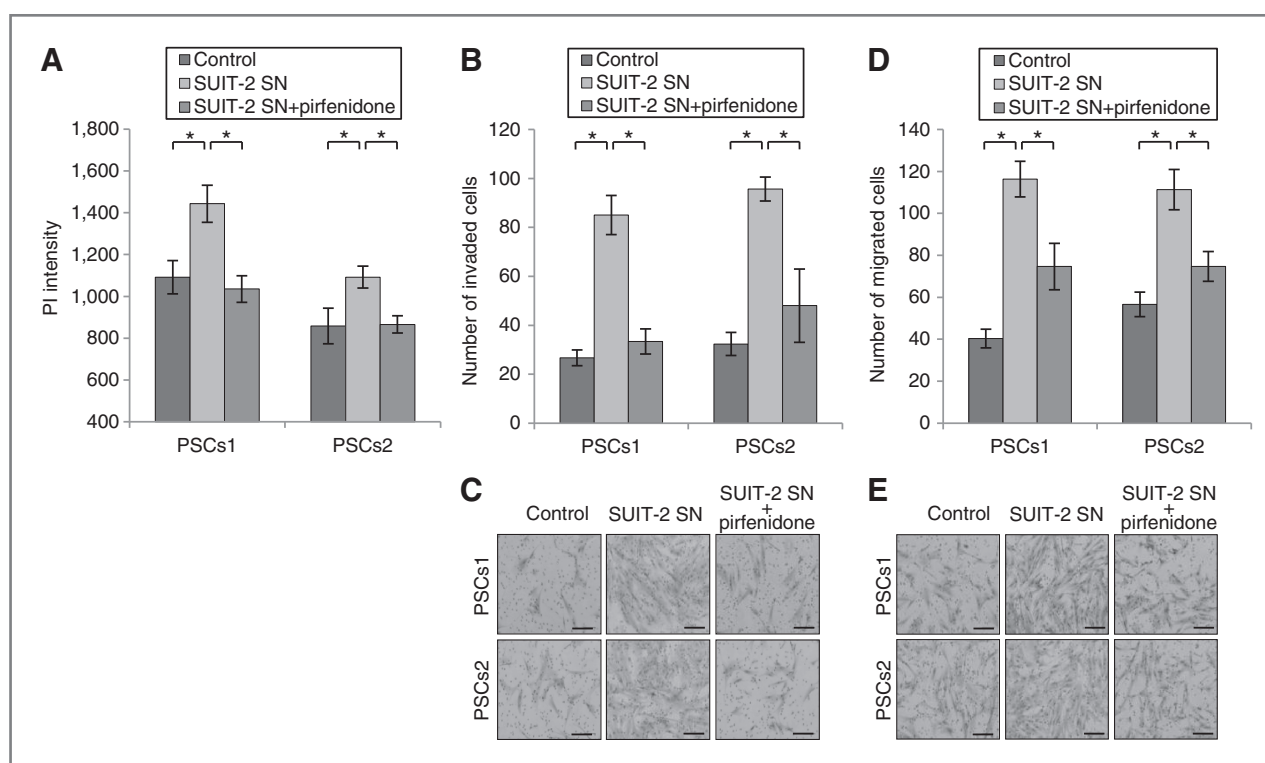 A
Control
SUIT-2 SN
SUIT-2 SN+pirfenidone
PI intensity
1,800
1,600
1,400
1,200
1,000
800
600
400
* * * *
PSCs1 PSCs2
B
Control
SUIT-2 SN
SUIT-2 SN+pirfenidone
Number of invaded cells
120
100
80
60
40
20
0
* * * *
PSCs1 PSCs2
D
Control
SUIT-2 SN
SUIT-2 SN+pirfenidone
Number of migrated cells
140
120
100
80
60
40
20
0
* * * *
PSCs1 PSCs2
C
Control SUIT-2 SN SUIT-2 SN
+
pirfenidone
PSCs1
PSCs2
E
Control SUIT-2 SN SUIT-2 SN
+
pirfenidone
PSCs1
PSCs2